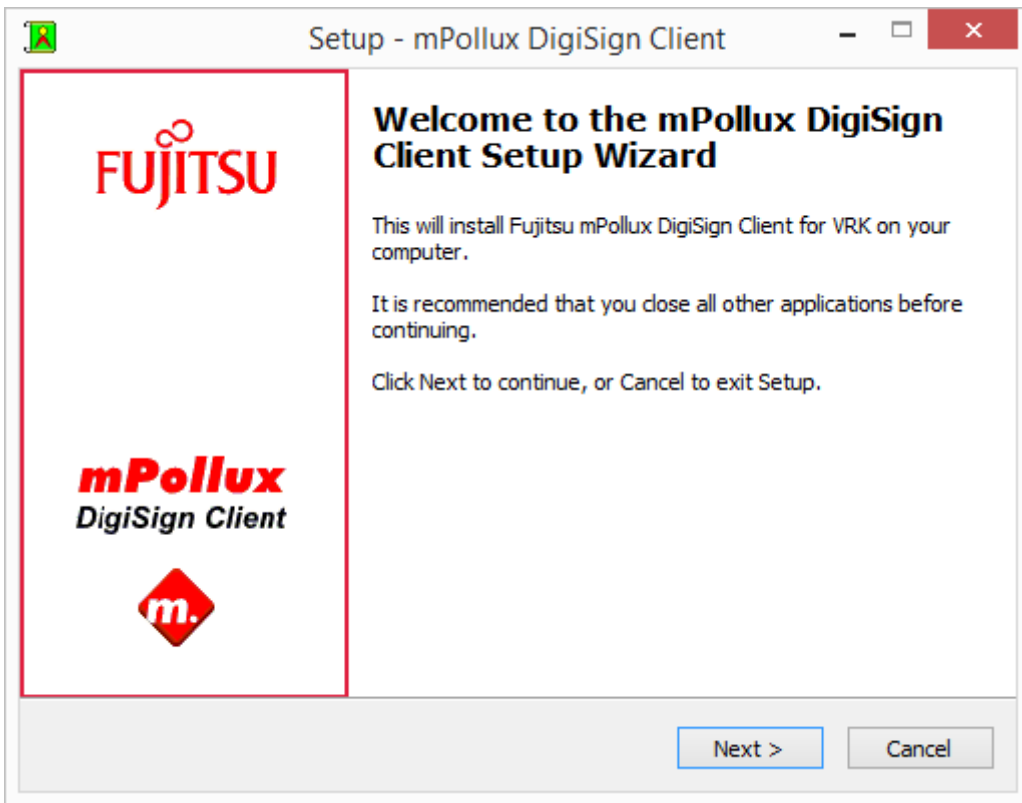 Setup - mPollux DigiSign Client
FUJITSU
Welcome to the mPollux DigiSign
Client Setup Wizard
This will install Fujitsu mPollux DigiSign Client for VRK on your
computer.
It is recommended that you close all other applications before
continuing.
Click Next to continue, or Cancel to exit Setup.
mPollux
DigiSign Client
m.
Next >
Cancel